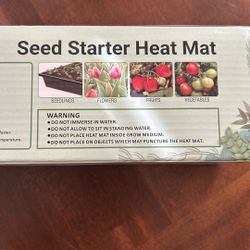 Seed Starter Heat Mat
SEEDLINGS
FLOWERS
FRUITS
VEGETABLES
WARNING
●DO NOT IMMERSE IN WATER.
●DO NOT ALLOW TO SIT IN STANDING WATER.
●DO NOT PLACE HEAT MAT INSIDE GROW MEDIUM.
●DO NOT PLACE ON OBJECTS WHICH MAY PUNCTURE THE HEAT MAT.